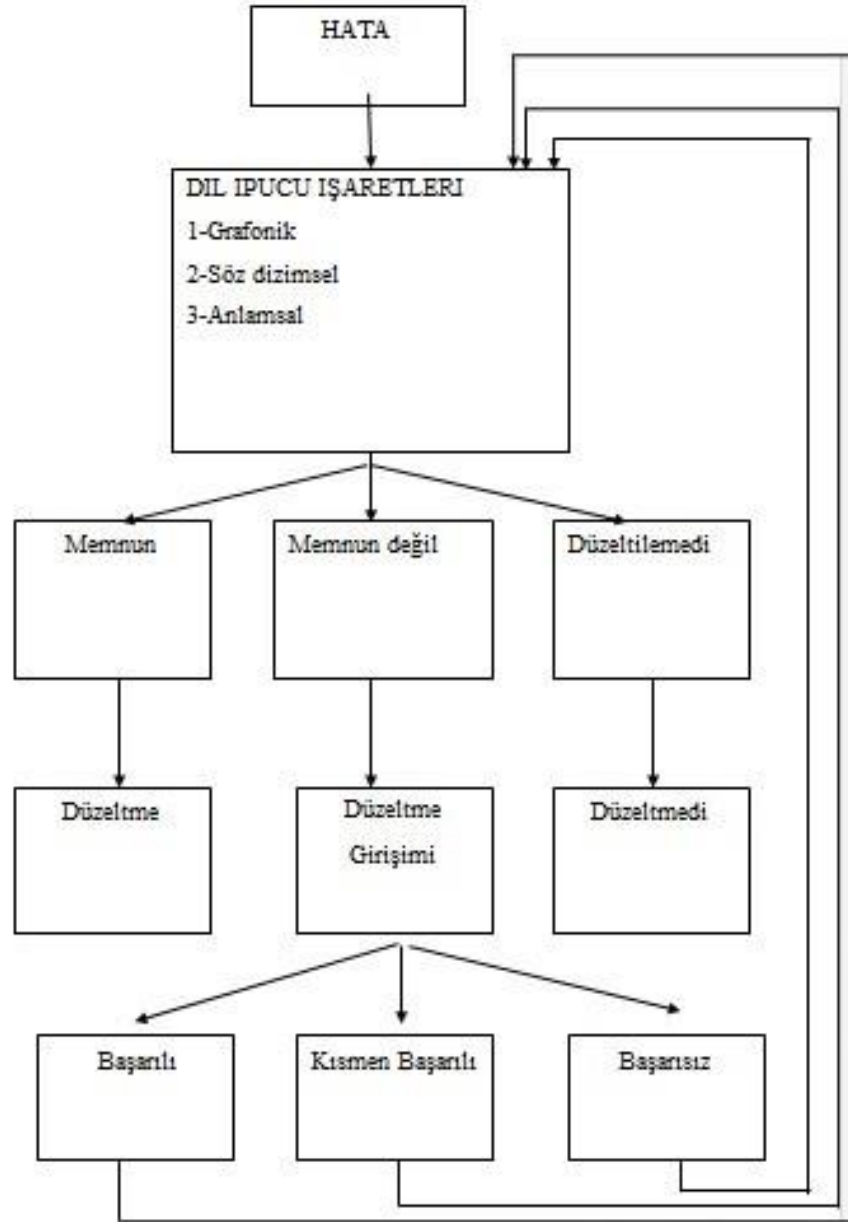 HATA
DIL IPUCU IŞARETLERI
1-Grafonik
2-Söz dizimsel
3-Anlamsal
Memnun
Memnun değil
Düzeltilemedi
Düzeltme
Düzeltme
Girişimi
Düzeltmedi
Başarılı
Kısmen Başarılı
Başarısız